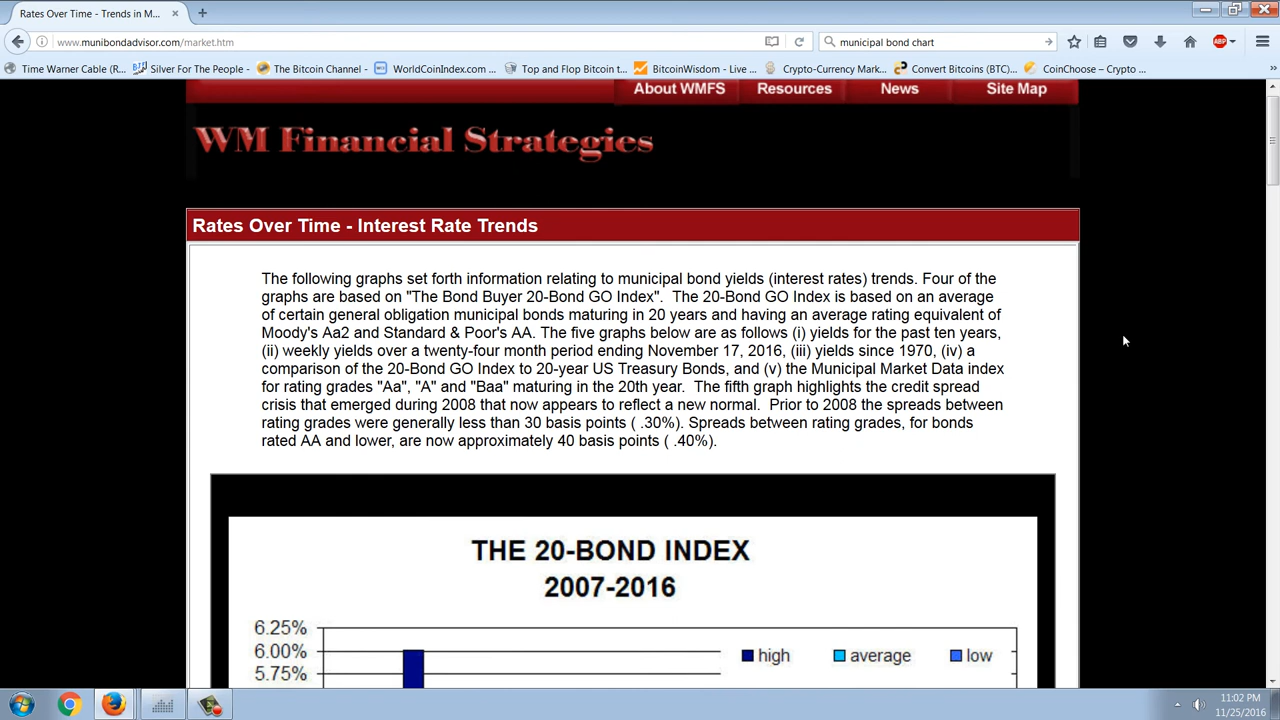 Rates Over Time - Trends in M...
www.munibondadvisor.com/market.htm
municipal bond chart
ABP
Time Warner Cable (R...
Silver For The People - ...
The Bitcoin Channel - ...
WorldCoinIndex.com ...
Top and Flop Bitcoin t...
BitcoinWisdom - Live ...
Crypto-Currency Mark...
Convert Bitcoins (BTC)...
CoinChoose – Crypto ...
About WMFS
Resources
News
Site Map
WM Financial Strategies
Rates Over Time - Interest Rate Trends
The following graphs set forth information relating to municipal bond yields (interest rates) trends. Four of the
graphs are based on "The Bond Buyer 20-Bond GO Index". The 20-Bond GO Index is based on an average
of certain general obligation municipal bonds maturing in 20 years and having an average rating equivalent of
Moody's Aa2 and Standard & Poor's AA. The five graphs below are as follows (i) yields for the past ten years,
(ii) weekly yields over a twenty-four month period ending November 17, 2016, (iii) yields since 1970, (iv) a
comparison of the 20-Bond GO Index to 20-year US Treasury Bonds, and (v) the Municipal Market Data index
for rating grades "Aa", "A" and "Baa" maturing in the 20th year. The fifth graph highlights the credit spread
crisis that emerged during 2008 that now appears to reflect a new normal. Prior to 2008 the spreads between
rating grades were generally less than 30 basis points ( .30%). Spreads between rating grades, for bonds
rated AA and lower, are now approximately 40 basis points ( .40%).
THE 20-BOND INDEX
2007-2016
6.25%
6.00%
5.75%
high
average
low
11:02 PM
11/25/2016